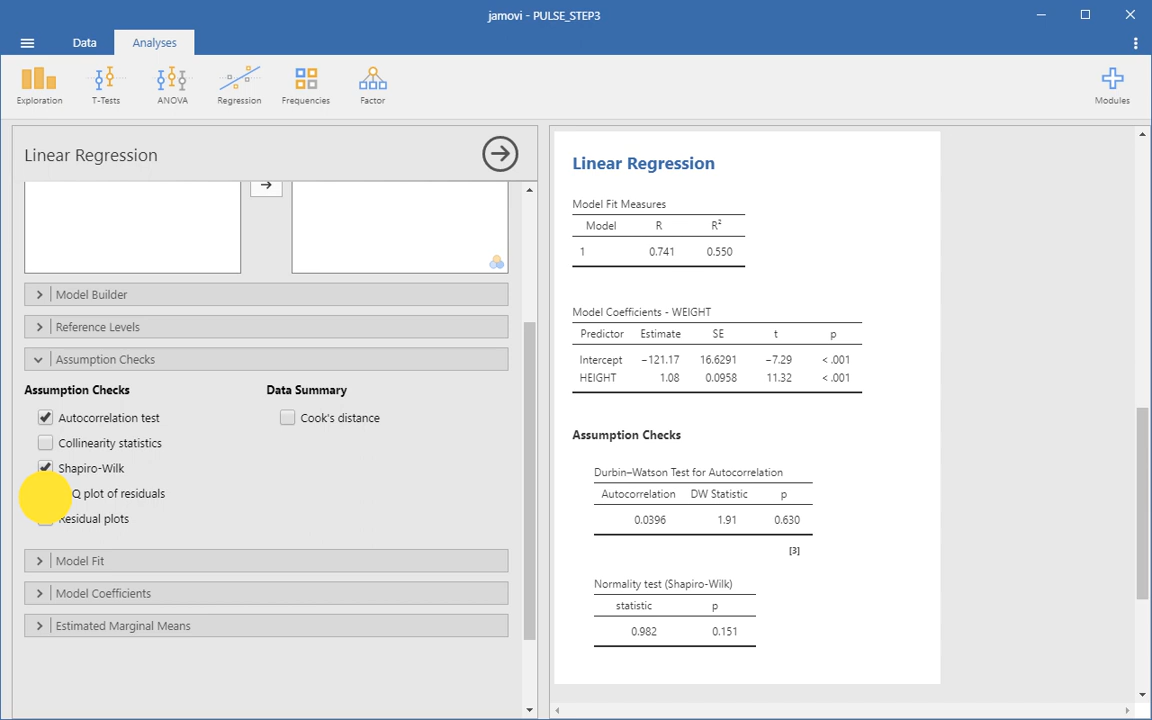 jamovi - PULSE_STEP3
Data Analyses
Exploration T-Tests ANOVA Regression Frequencies Factor Modules
Linear Regression
Model Builder
Reference Levels
Assumption Checks
Assumption Checks Data Summary
Autocorrelation test Cook's distance
Collinearity statistics
Shapiro-Wilk
Q plot of residuals
Residual plots
Model Fit
Model Coefficients
Estimated Marginal Means
Linear Regression
Model Fit Measures
Model R R²
1 0.741 0.550
Model Coefficients - WEIGHT
Predictor Estimate SE t p
Intercept −121.17 16.6291 −7.29 < .001
HEIGHT 1.08 0.0958 11.32 < .001
Assumption Checks
Durbin–Watson Test for Autocorrelation
Autocorrelation DW Statistic p
0.0396 1.91 0.630
[3]
Normality test (Shapiro-Wilk)
statistic p
0.982 0.151